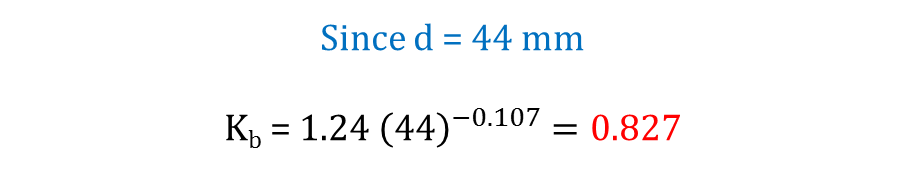 Since d = 44 mm
K_b = 1.24 (44)^{−0.107} = 0.827